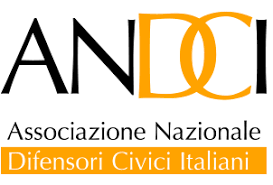 ANDCI
Associazione Nazionale
Difensori Civici Italiani